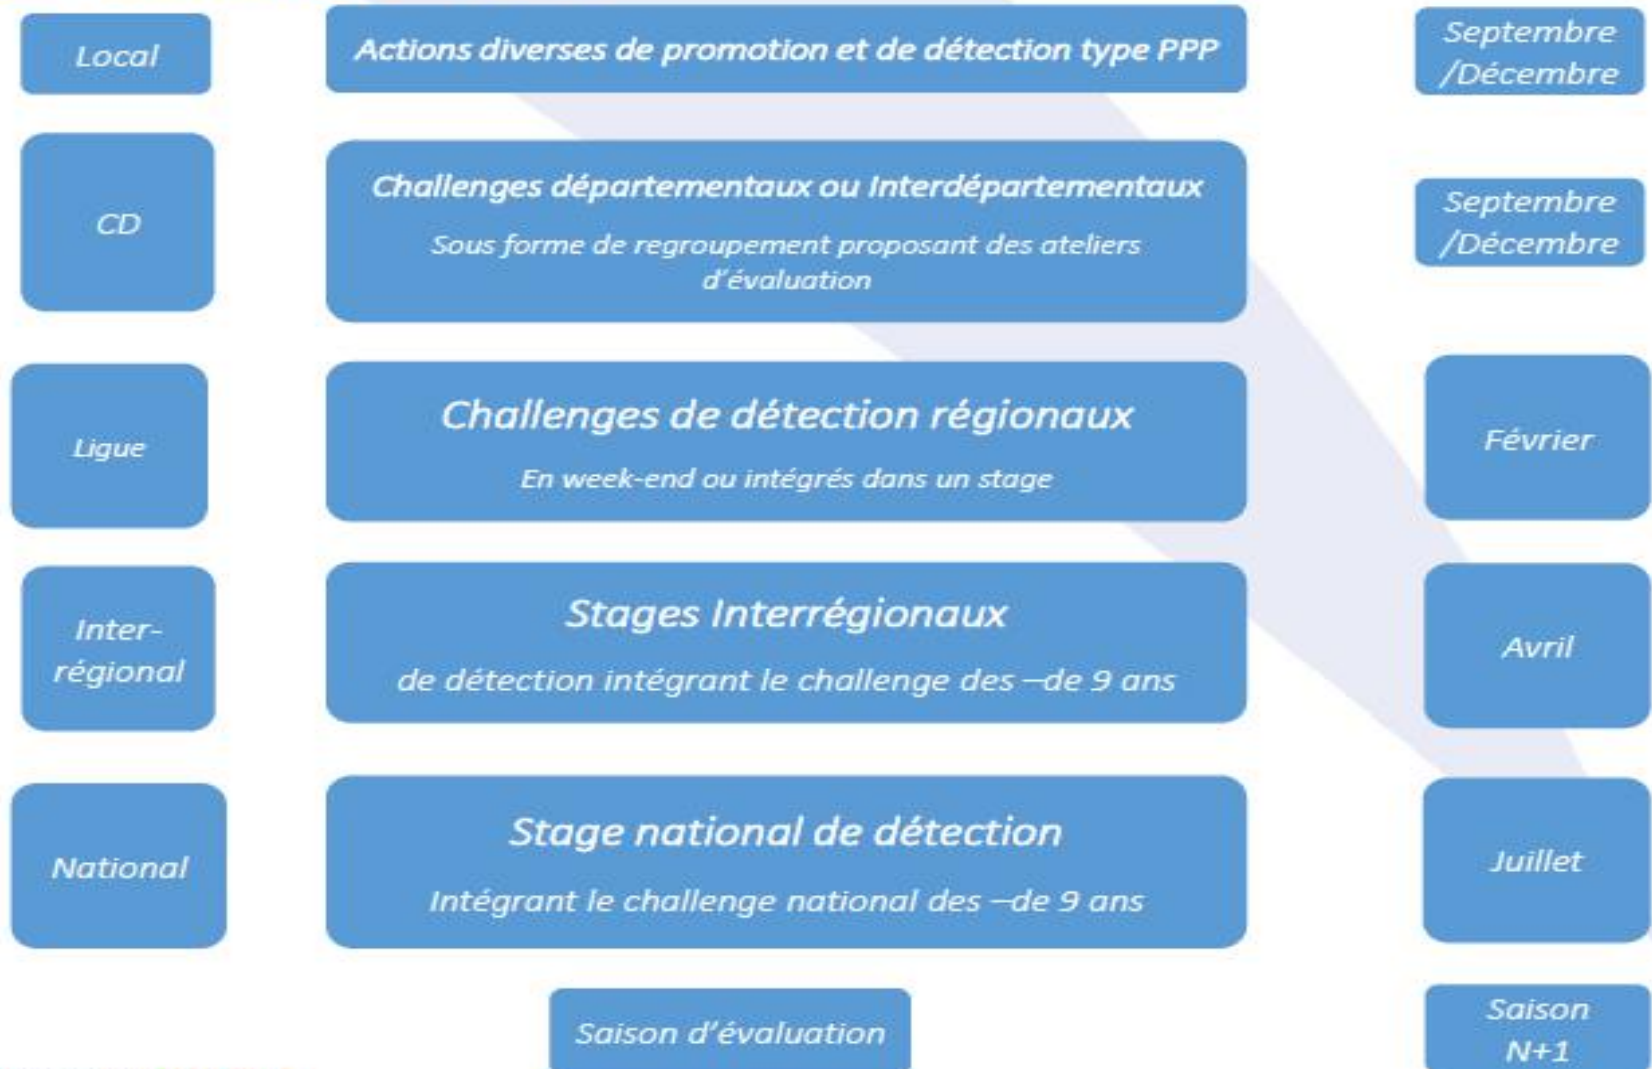 Local
Actions diverses de promotion et de détection type PPP
Septembre
/Décembre
CD
Challenges départementaux ou Interdépartementaux
Sous forme de regroupement proposant des ateliers
d'évaluation
Septembre
/Décembre
Ligue
Challenges de détection régionaux
En week-end ou intégrés dans un stage
Février
Inter-
régional
Stages Interrégionaux
de détection intégrant le challenge des –de 9 ans
Avril
National
Stage national de détection
Intégrant le challenge national des –de 9 ans
Juillet
Saison d'évaluation
Saison
N+1